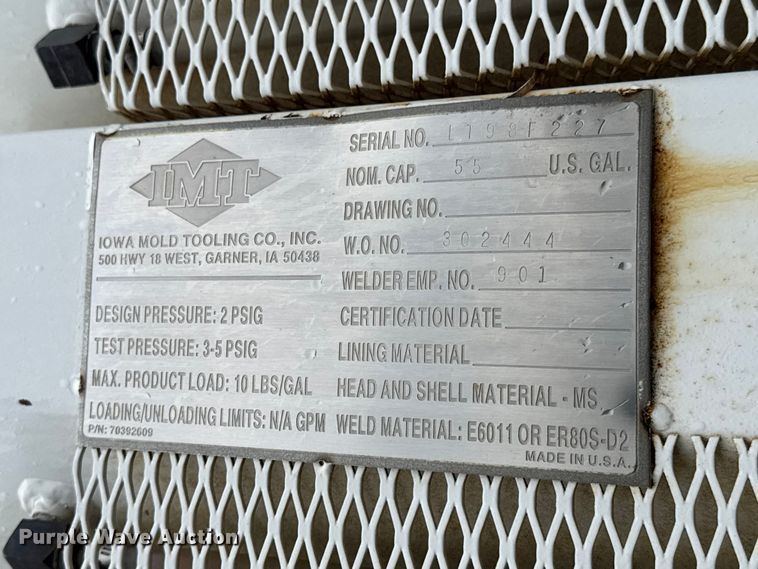 IMT
IOWA MOLD TOOLING CO., INC.
500 HWY 18 WEST, GARNER, IA 50438
DESIGN PRESSURE: 2 PSIG
TEST PRESSURE: 3-5 PSIG
MAX. PRODUCT LOAD: 10 LBS/GAL
LOADING/UNLOADING LIMITS: N/A GPM
P/N: 70392609
SERIAL NO.
NOM. CAP. 55 U.S. GAL.
DRAWING NO.
W.O. NO. 302444
WELDER EMP. NO. 901
CERTIFICATION DATE
LINING MATERIAL
HEAD AND SHELL MATERIAL - MS
WELD MATERIAL: E6011 OR ER80S-D2
MADE IN U.S.A.
Purple Wave Auction